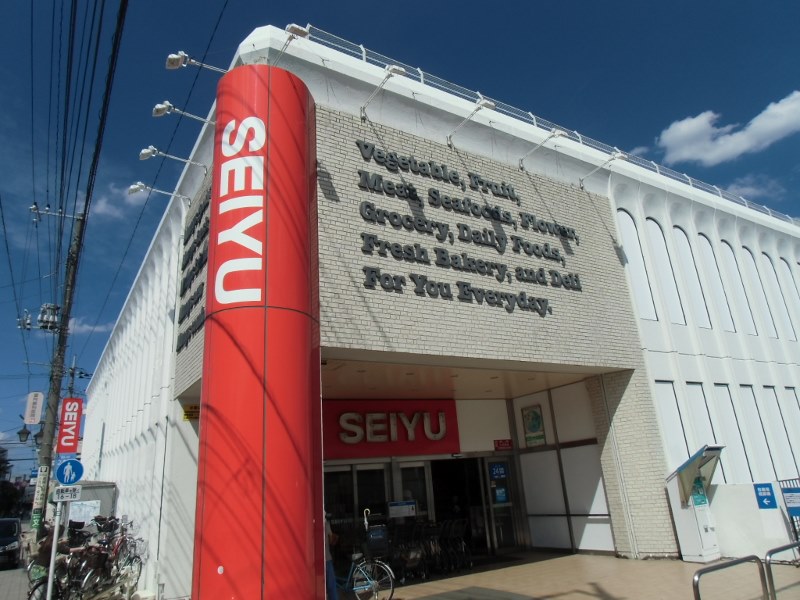 SEIYU
Vegetable, Fruit,
Meat, Seafoods, Flower,
Grocery, Daily Foods,
Fresh Bakery, and Deli
For You Everyday.
SEIYU
SEIYU